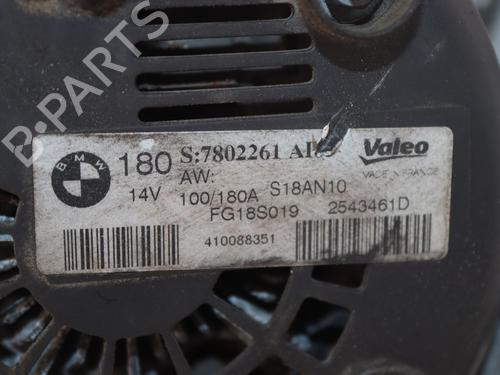 B-PARTS
BMW
180 S:7802261 Valeo
AW:
MADE IN FRANCE
14V 100/180A S18AN10
FG18S019 2543461D
410088351